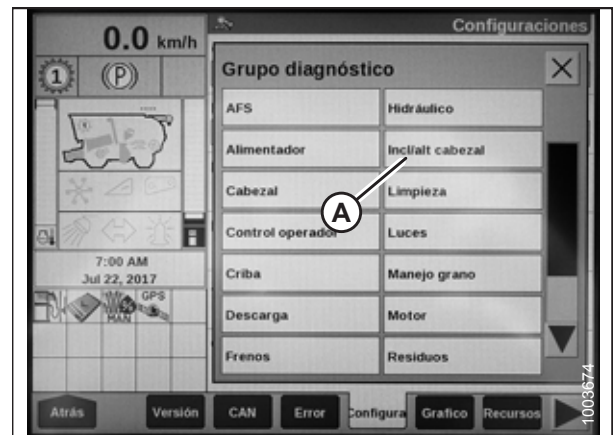 0.0 km/h
Configuraciones
1
(P)
Grupo diagnóstico
AFS
Hidráulico
Alimentador
Incl/alt cabezal
Cabezal
Limpieza
A
Control operador
Luces
Criba
Manejo grano
Descarga
Motor
Frenos
Residuos
7:00 AM
Jul 22, 2017
GPS
MAN
Atrás
Versión
CAN
Error
Configura
Grafico
Recursos
1003674